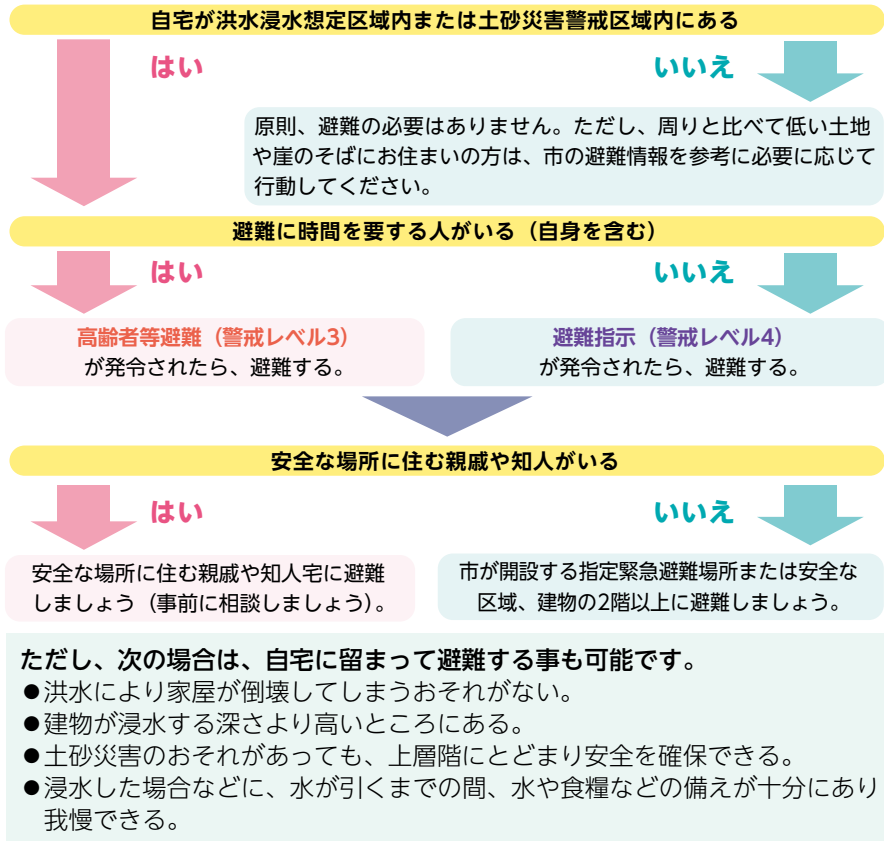 自宅が洪水浸水想定区域内または土砂災害警戒区域内にある
はい
いいえ
原則、避難の必要はありません。ただし、周りと比べて低い土地
や崖のそばにお住まいの方は、市の避難情報を参考に必要に応じて
行動してください。
避難に時間を要する人がいる（自身を含む）
はい
いいえ
高齢者等避難（警戒レベル3）
が発令されたら、避難する。
避難指示（警戒レベル4）
が発令されたら、避難する。
安全な場所に住む親戚や知人がいる
はい
いいえ
安全な場所に住む親戚や知人宅に避難
しましょう（事前に相談しましょう）。
市が開設する指定緊急避難場所または安全な
区域、建物の2階以上に避難しましょう。
ただし、次の場合は、自宅に留まって避難する事も可能です。
●洪水により家屋が倒壊してしまうおそれがない。
●建物が浸水する深さより高いところにある。
●土砂災害のおそれがあっても、上層階にとどまり安全を確保できる。
●浸水した場合などに、水が引くまでの間、水や食糧などの備えが十分にあり
我慢できる。